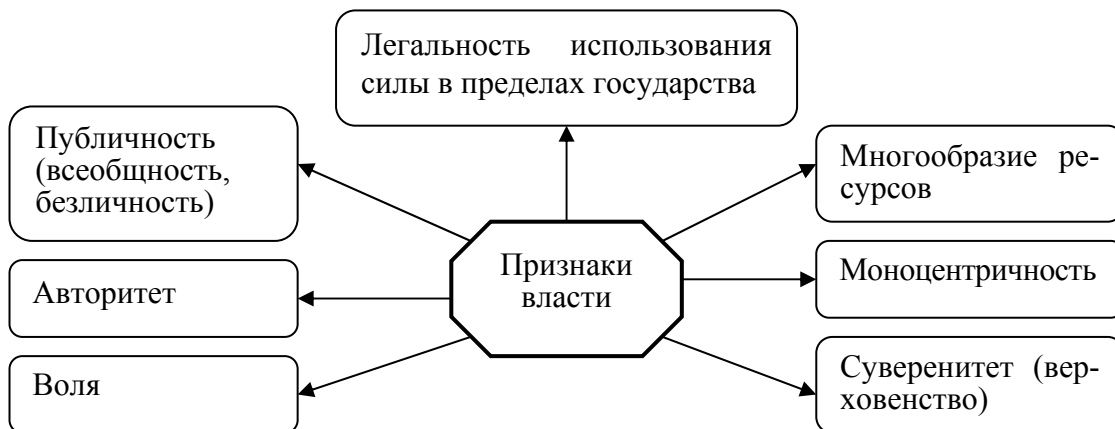 Легальность использования
силы в пределах государства
Публичность
(всеобщность,
безличность)
Многообразие ре-
сурсов
Признаки
власти
Авторитет
Моноцентричность
Воля
Суверенитет (вер-
ховенство)